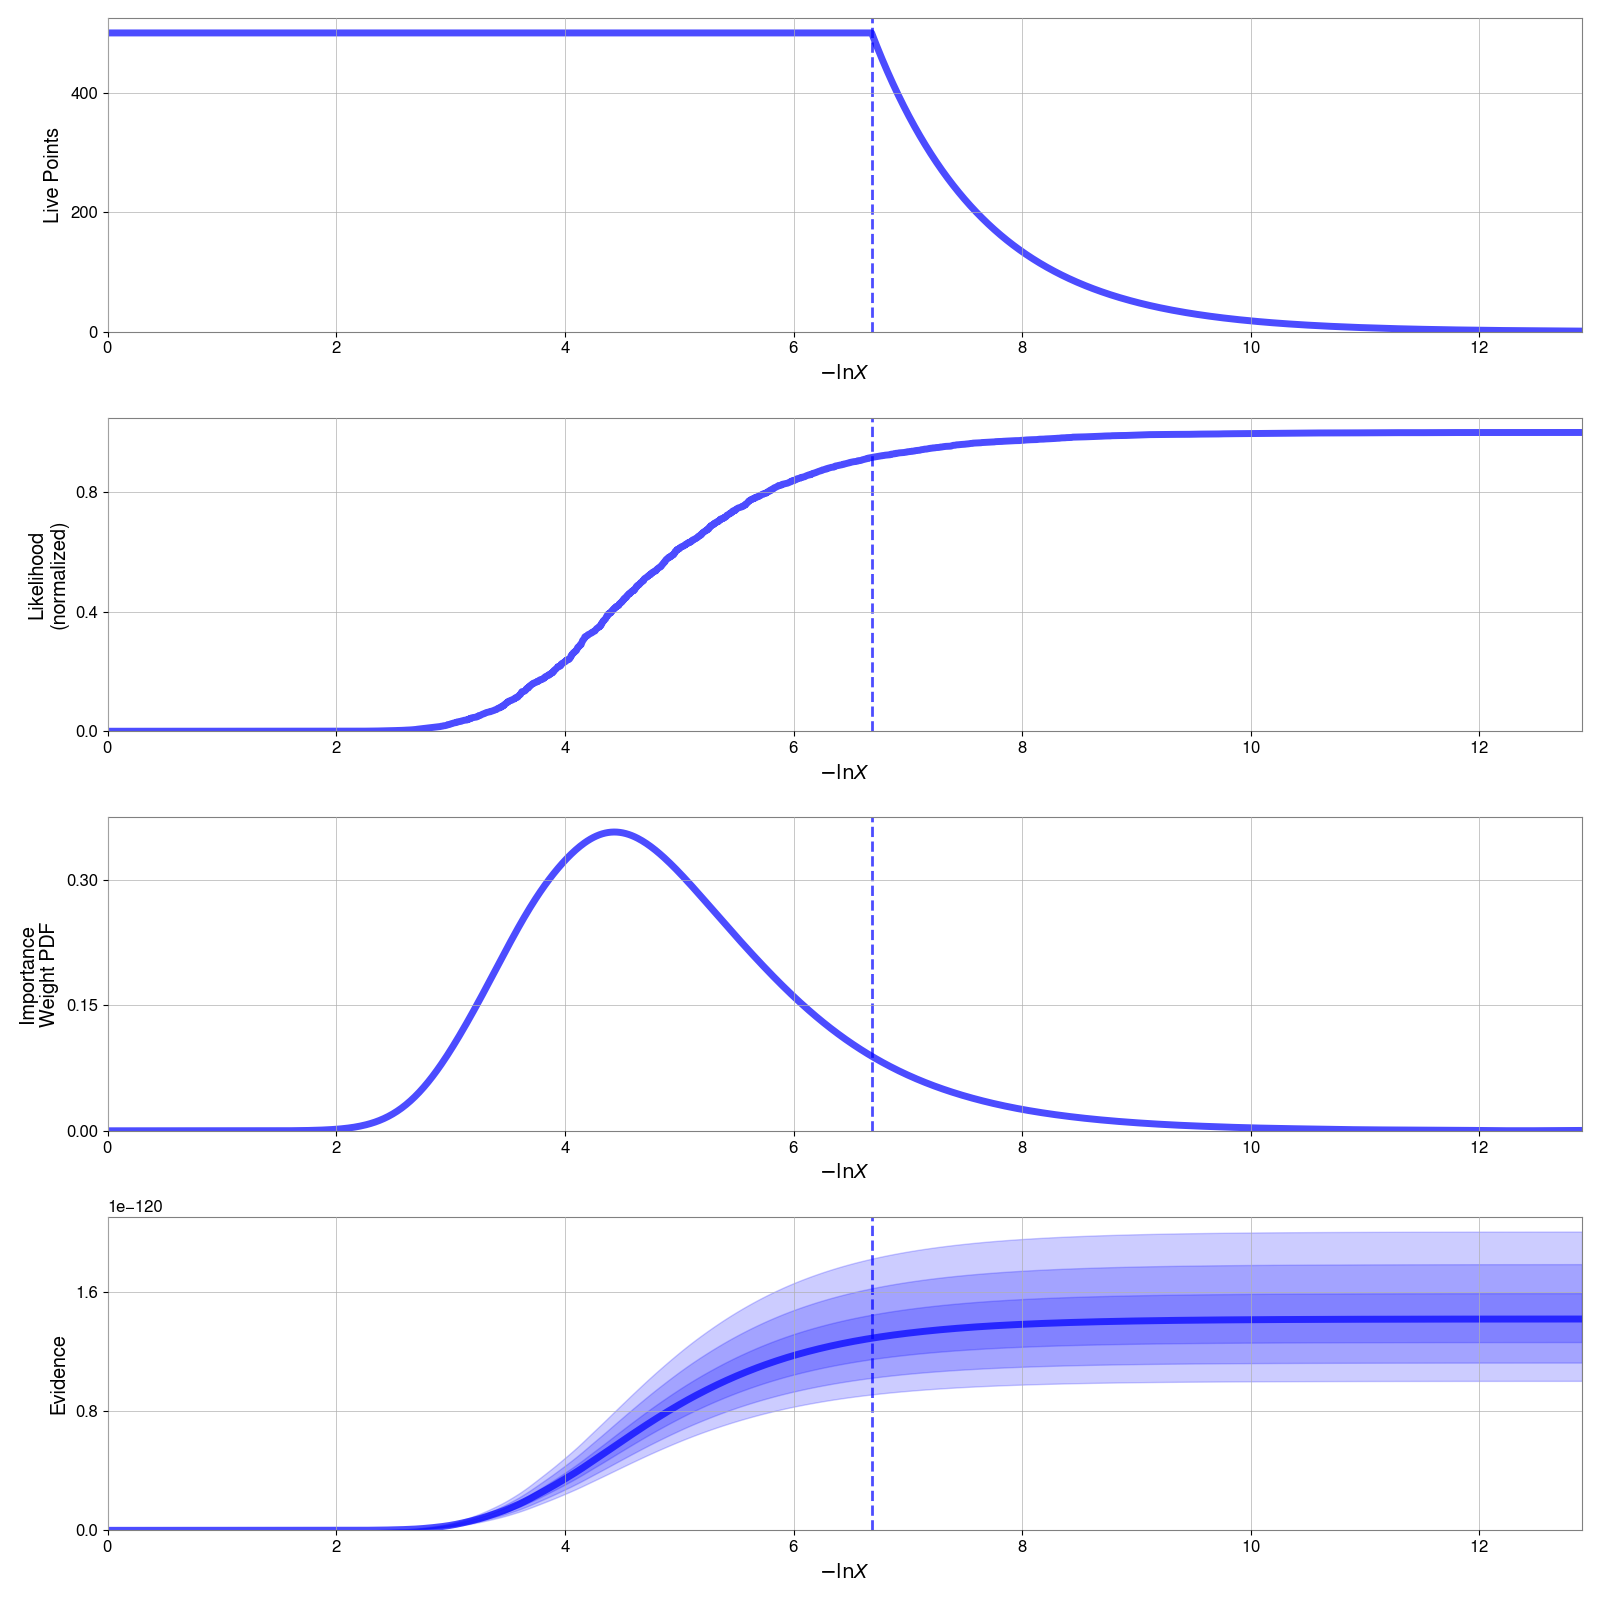 400
200
0
Live Points
0 2 4 6 8 10 12
−lnX
0.8
0.4
0.0
Likelihood
(normalized)
0 2 4 6 8 10 12
−lnX
0.30
0.15
0.00
Importance
Weight PDF
0 2 4 6 8 10 12
−lnX
1e−120
1.6
0.8
0.0
Evidence
0 2 4 6 8 10 12
−lnX